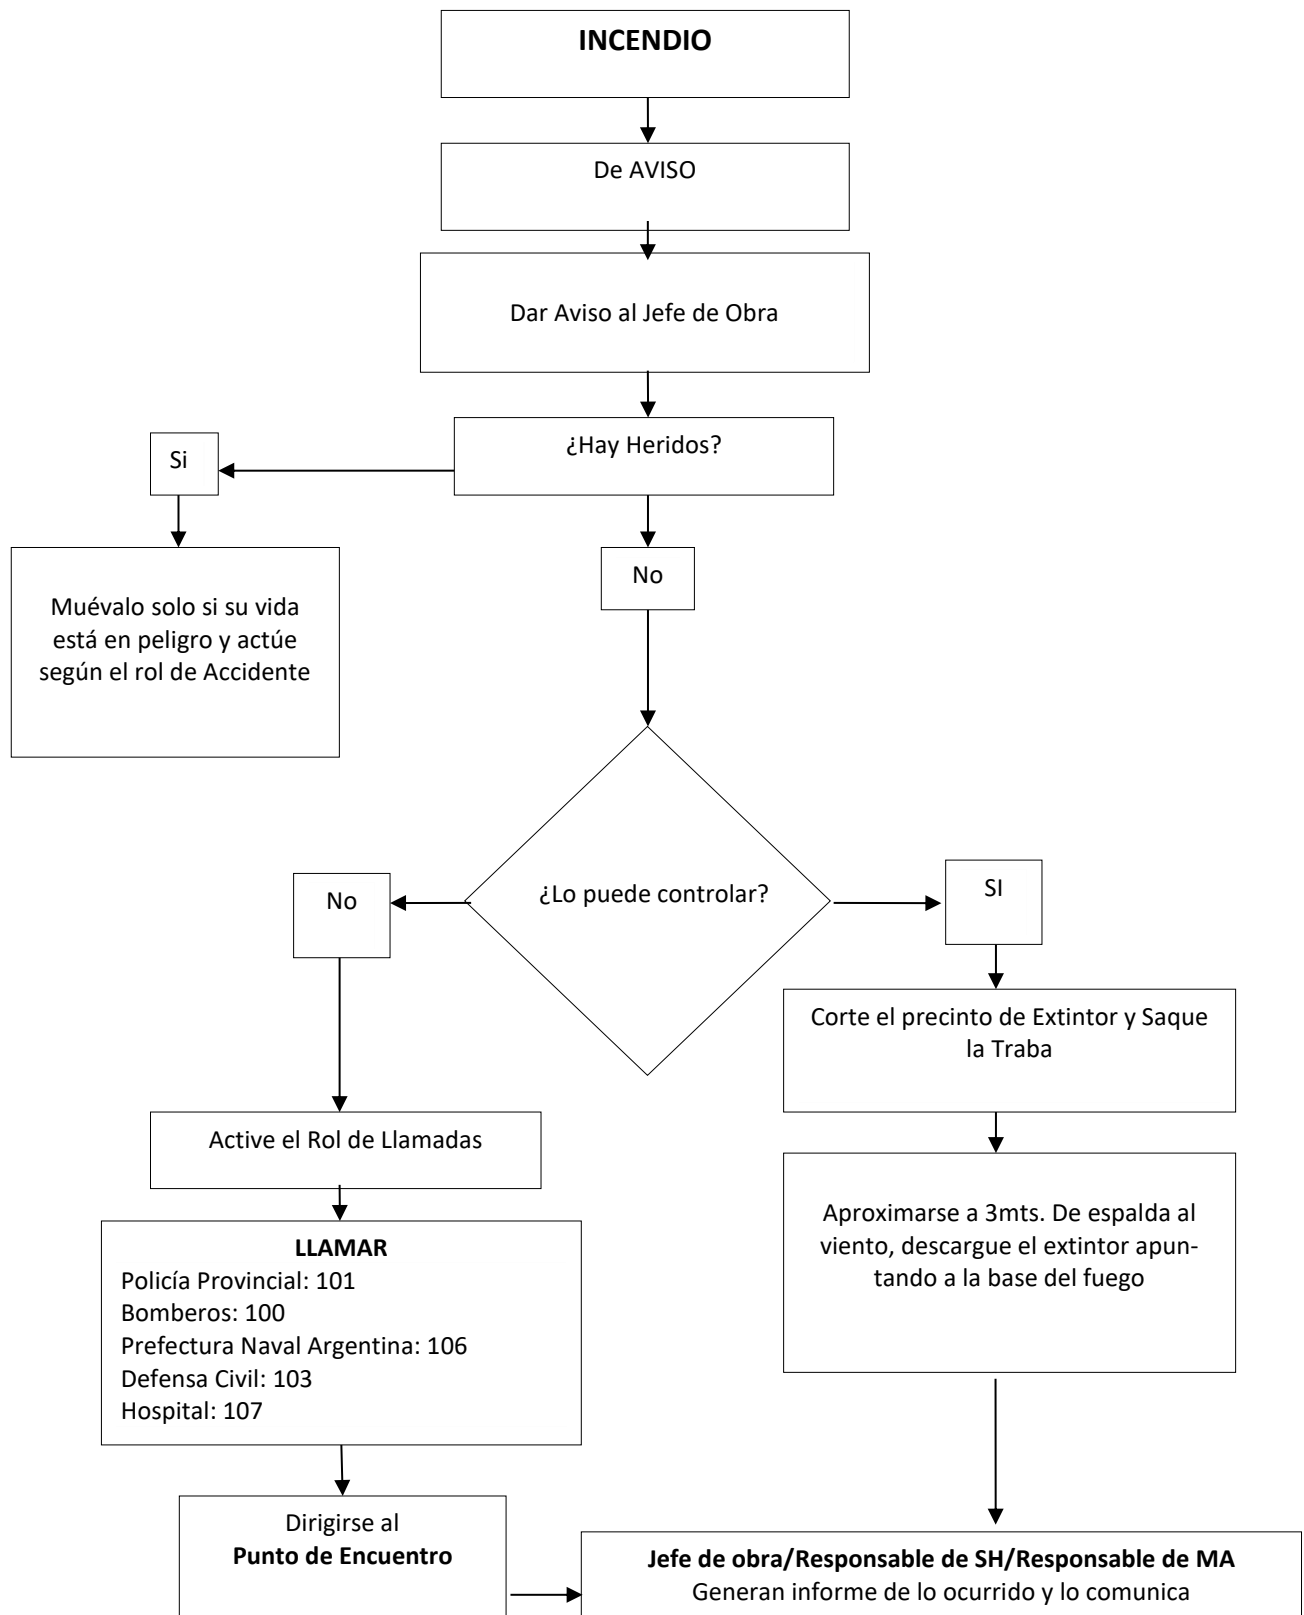 INCENDIO
De AVISO
Dar Aviso al Jefe de Obra
¿Hay Heridos?
Si
No
Muévalo solo si su vida
está en peligro y actúe
según el rol de Accidente
¿Lo puede controlar?
No
SI
Corte el precinto de Extintor y Saque
la Traba
Active el Rol de Llamadas
Aproximarse a 3mts. De espalda al
viento, descargue el extintor apun-
tando a la base del fuego
LLAMAR
Policía Provincial: 101
Bomberos: 100
Prefectura Naval Argentina: 106
Defensa Civil: 103
Hospital: 107
Dirigirse al
Punto de Encuentro
Jefe de obra/Responsable de SH/Responsable de MA
Generan informe de lo ocurrido y lo comunica